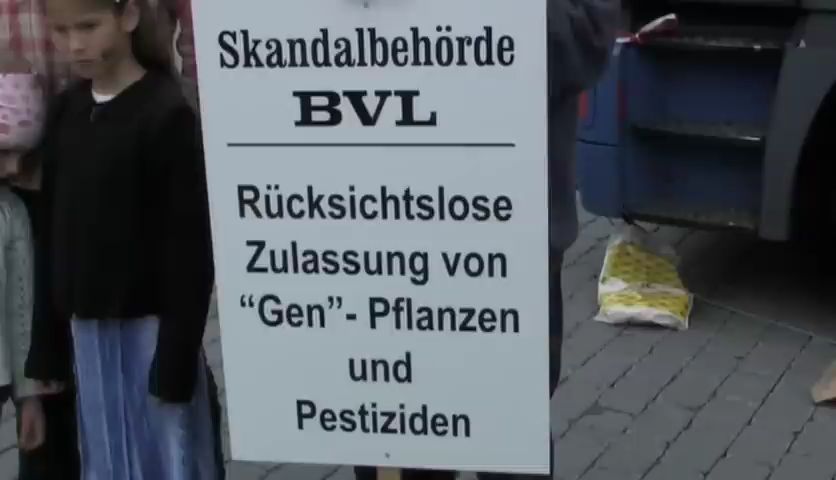 Skandalbehörde
BVL
Rücksichtslose
Zulassung von
“Gen”- Pflanzen
und
Pestiziden